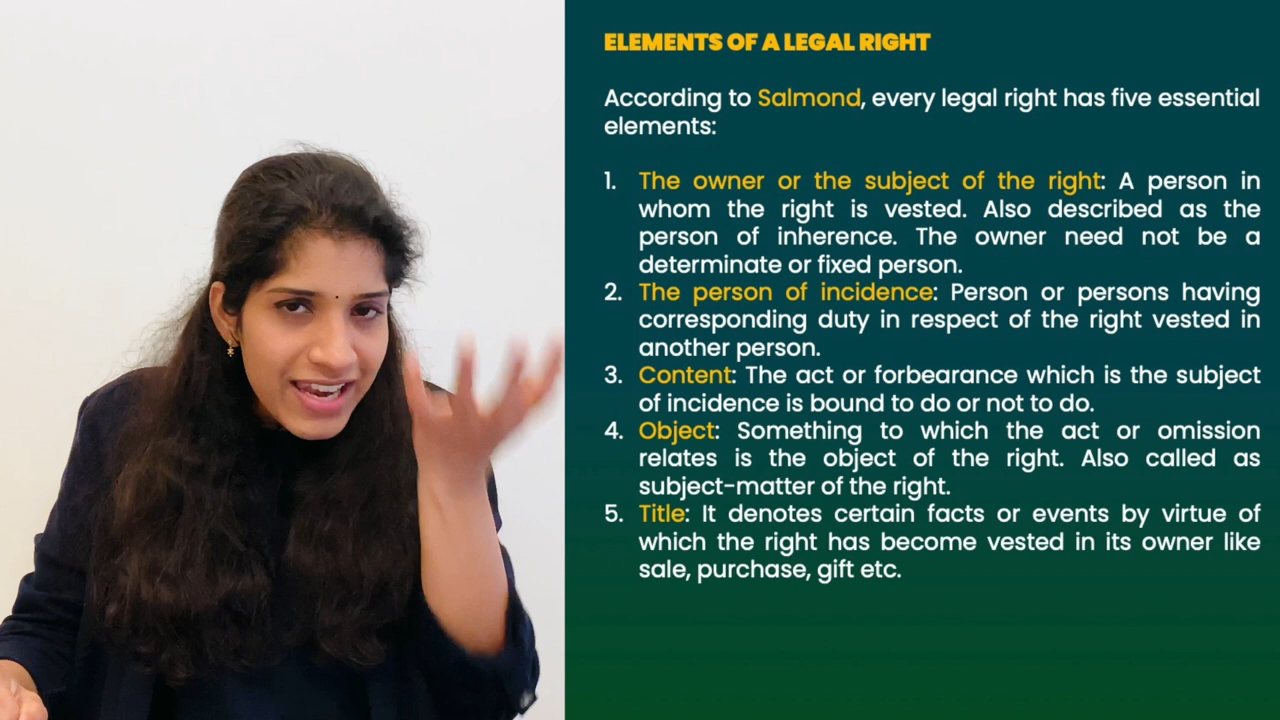 ELEMENTS OF A LEGAL RIGHT
According to Salmond, every legal right has five essential
elements:
1. The owner or the subject of the right: A person in
whom the right is vested. Also described as the
person of inherence. The owner need not be a
determinate or fixed person.
2. The person of incidence: Person or persons having
corresponding duty in respect of the right vested in
another person.
3. Content: The act or forbearance which is the subject
of incidence is bound to do or not to do.
4. Object: Something to which the act or omission
relates is the object of the right. Also called as
subject-matter of the right.
5. Title: It denotes certain facts or events by virtue of
which the right has become vested in its owner like
sale, purchase, gift etc.